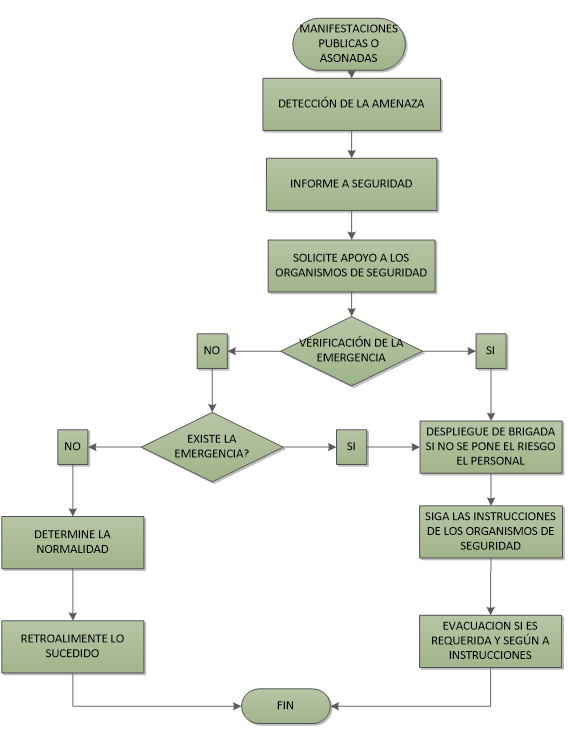 MANIFESTACIONES
PUBLICAS O
ASONADAS
DETECCIÓN DE LA AMENAZA
INFORME A SEGURIDAD
SOLICITE APOYO A LOS
ORGANISMOS DE SEGURIDAD
VERIFICACIÓN DE LA
EMERGENCIA
NO
SI
EXISTE LA
EMERGENCIA?
NO
SI
DESPLIEGUE DE BRIGADA
SI NO SE PONE EL RIESGO
EL PERSONAL
DETERMINE LA
NORMALIDAD
SIGA LAS INSTRUCCIONES
DE LOS ORGANISMOS DE
SEGURIDAD
RETROALIMENTE LO
SUCEDIDO
EVACUACION SI ES
REQUERIDA Y SEGÚN A
INSTRUCCIONES
FIN